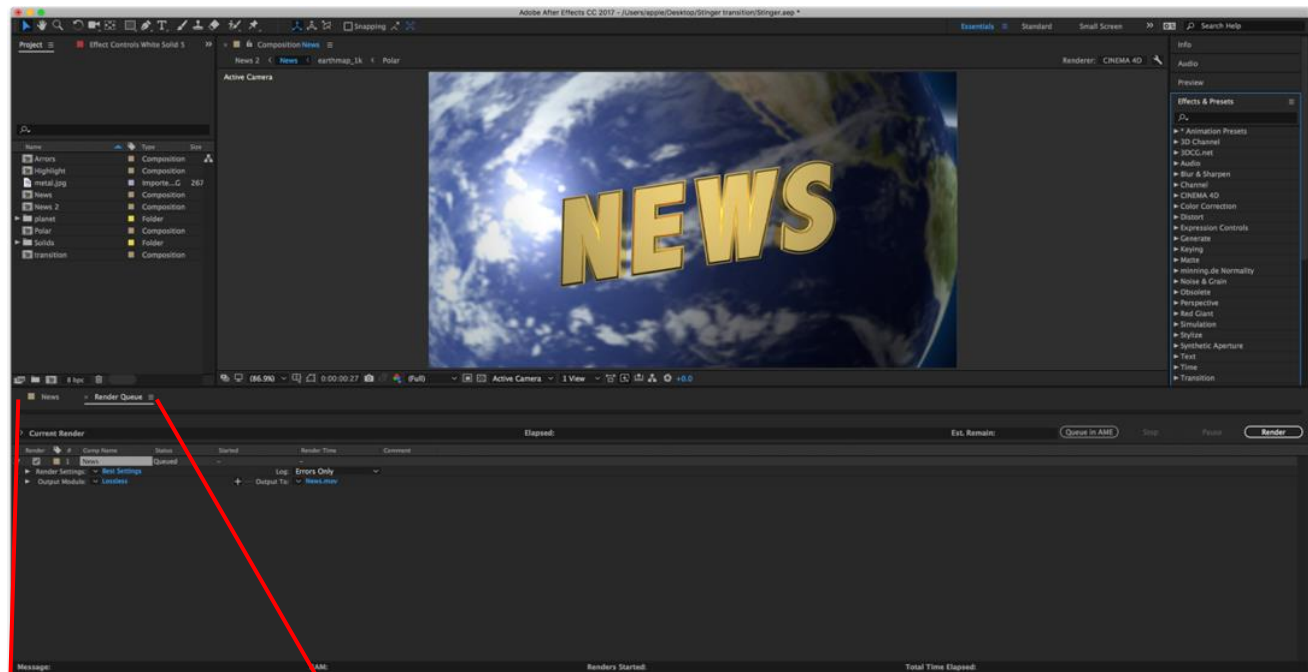 Adobe After Effects CC 2017 - /Users/apple/Desktop/Stinger transition/Stinger.aep *
Snapping
Essentials
Standard
Small Screen
Search Help
Project
Effect Controls White Solid
Composition News
News 2
News
earthmap_1k
Polar
Renderer: CINEMA 4D
Active Camera
Name
Type
Size
Arrors Composition
Highlight Composition
metal.jpg Importe...G 267
News Composition
News 2 Composition
planet Folder
Polar Composition
Solids Folder
transition Composition
8 bpc
NEWS
(66.9%)
0:00:00:27
(Full)
Active Camera
1 View
+0.0
Info
Audio
Preview
Effects & Presets
* Animation Presets
3D Channel
3DCG.net
Audio
Blur & Sharpen
Channel
CINEMA 4D
Color Correction
Distort
Expression Controls
Generate
Keying
Matte
minning.de Normality
Noise & Grain
Obsolete
Perspective
Red Giant
Simulation
Stylize
Synthetic Aperture
Text
Time
Transition
News
Render Queue
Current Render
Elapsed:
Est. Remain:
Queue in AME
Stop
Pause
Render
Render # Comp Name Status Started Render Time Comment
1 News Queued - -
Render Settings: Best Settings Log: Errors Only
Output Module: Lossless + - Output To: News.mov
Message:
RAM:
Renders Started:
Total Time Elapsed: